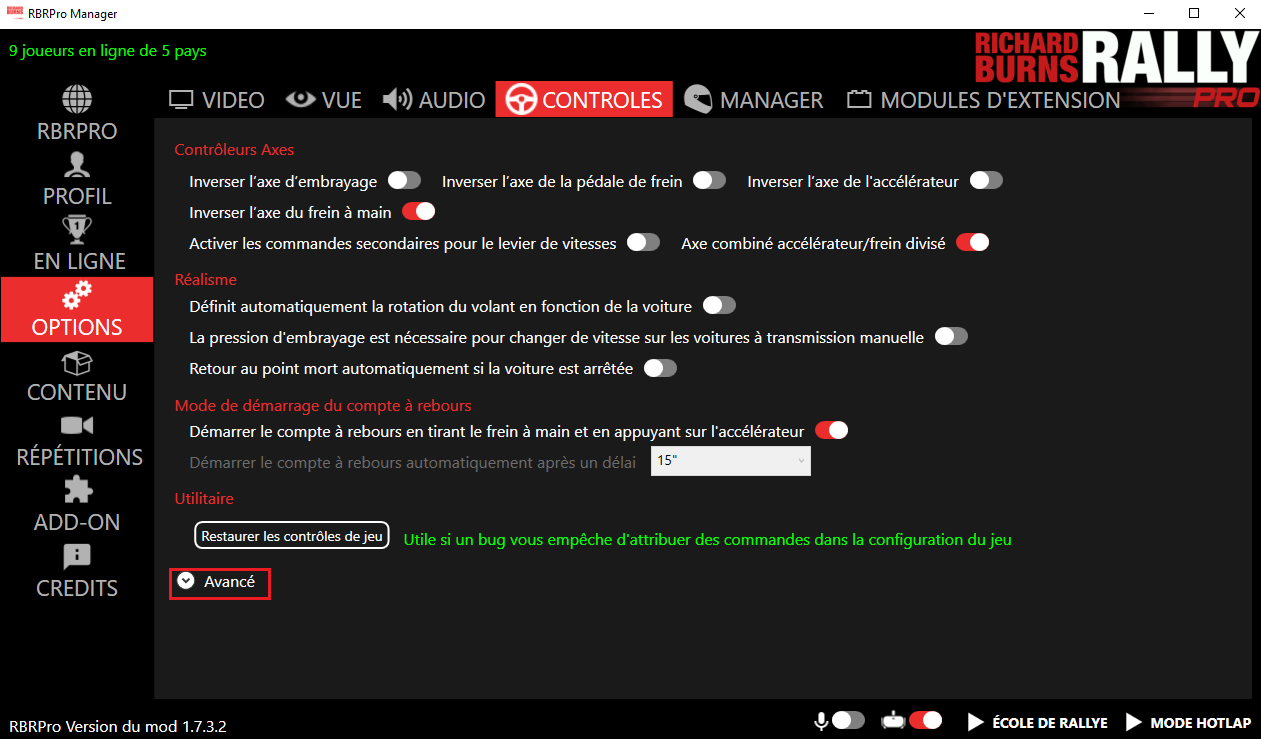 RBRPro Manager
9 joueurs en ligne de 5 pays
RICHARD BURNS RALLY PRO
RBRPRO
PROFIL
EN LIGNE
OPTIONS
CONTENU
RÉPÉTITIONS
ADD-ON
CREDITS
VIDEO VUE AUDIO CONTROLES MANAGER MODULES D'EXTENSION
Contrôleurs Axes
Inverser l’axe d’embrayage Inverser l’axe de la pédale de frein Inverser l’axe de l'accélérateur
Inverser l’axe du frein à main
Activer les commandes secondaires pour le levier de vitesses Axe combiné accélérateur/frein divisé
Réalisme
Définit automatiquement la rotation du volant en fonction de la voiture
La pression d'embrayage est nécessaire pour changer de vitesse sur les voitures à transmission manuelle
Retour au point mort automatiquement si la voiture est arrêtée
Mode de démarrage du compte à rebours
Démarrer le compte à rebours en tirant le frein à main et en appuyant sur l'accélérateur
Démarrer le compte à rebours automatiquement après un délai 15"
Utilitaire
Restaurer les contrôles de jeu Utile si un bug vous empêche d'attribuer des commandes dans la configuration du jeu
Avancé
RBRPro Version du mod 1.7.3.2
ÉCOLE DE RALLYE MODE HOTLAP